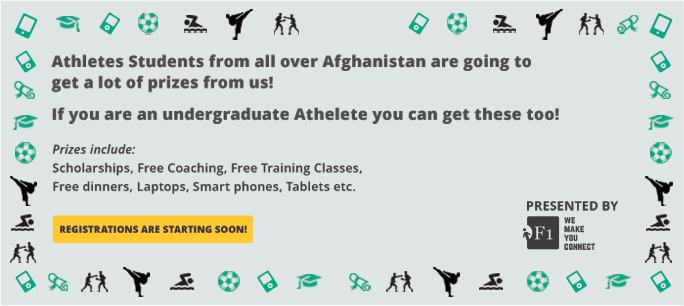 Athletes Students from all over Afghanistan are going to
get a lot of prizes from us!
If you are an undergraduate Athelete you can get these too!
Prizes include:
Scholarships, Free Coaching, Free Training Classes,
Free dinners, Laptops, Smart phones, Tablets etc.
REGISTRATIONS ARE STARTING SOON!
PRESENTED BY
F1
WE
MAKE
YOU
CONNECT